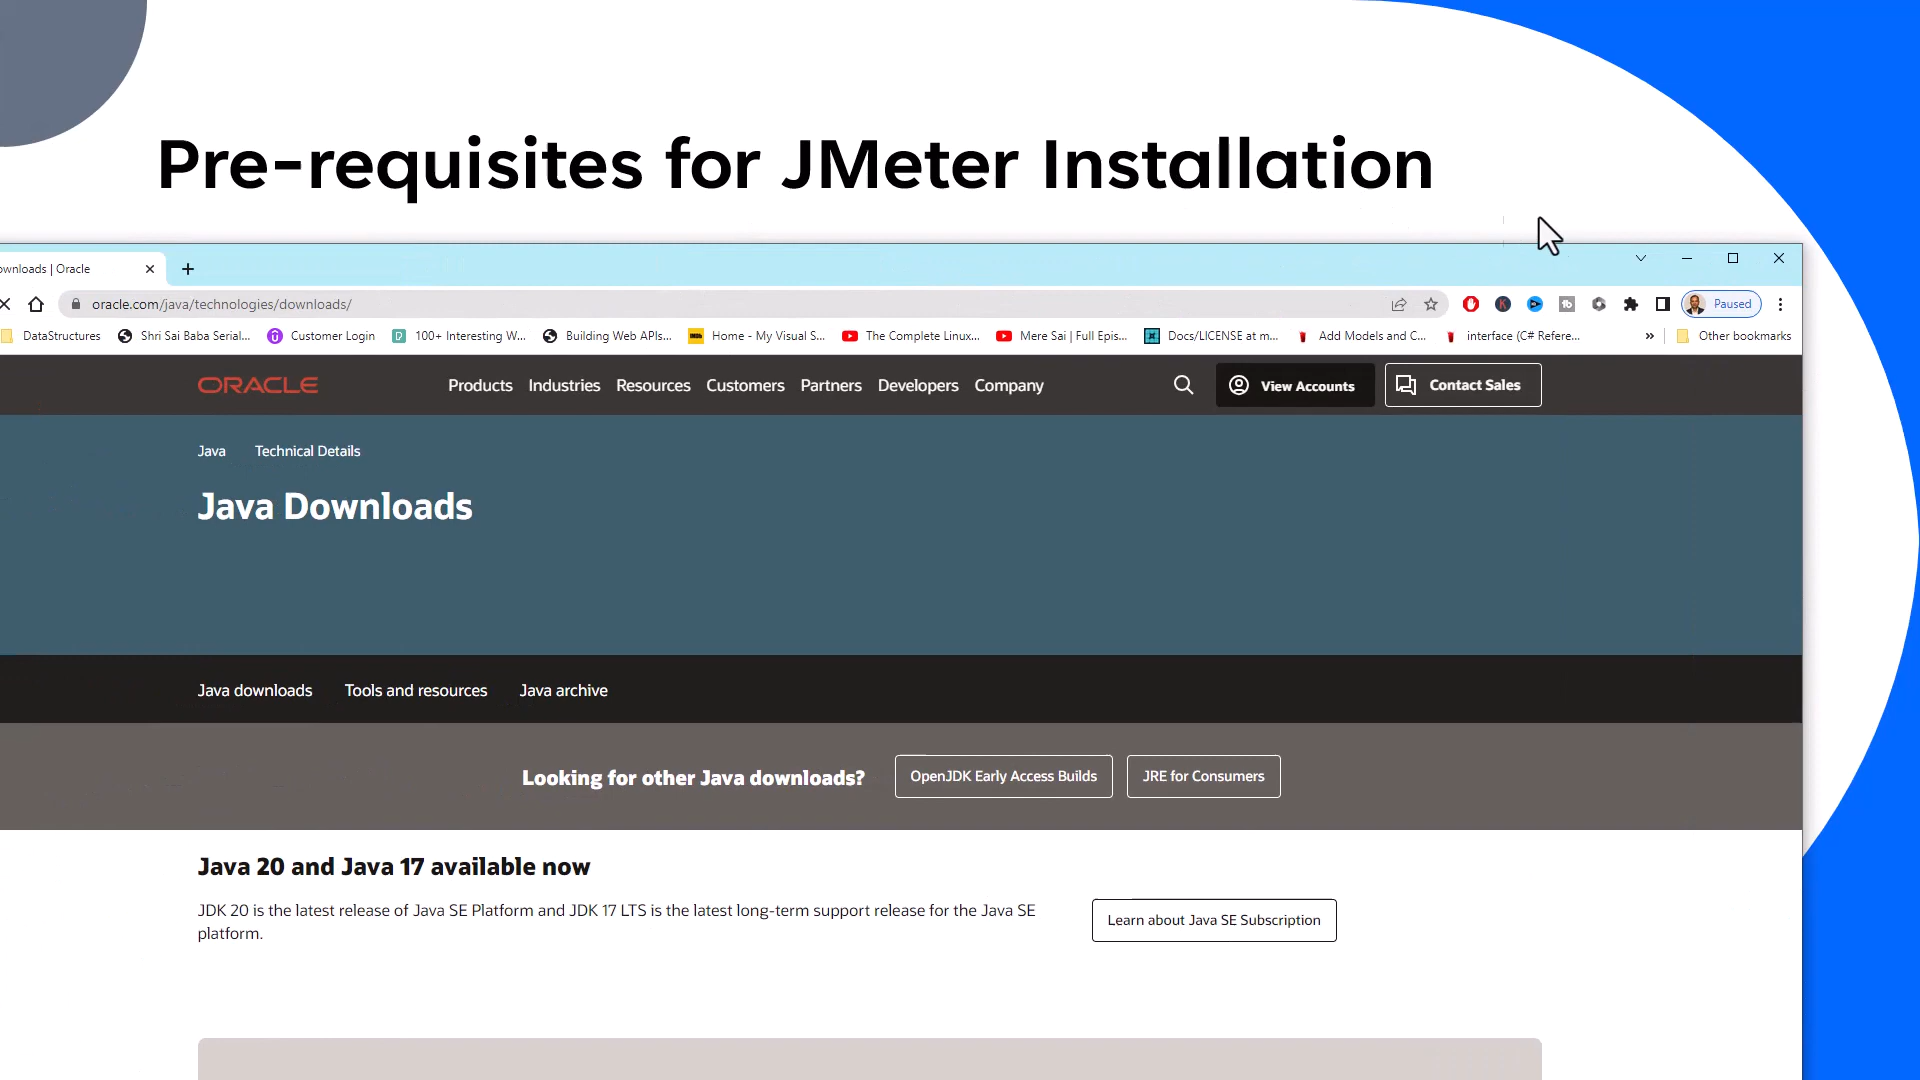 Pre-requisites for JMeter Installation
ownloads | Oracle
oracle.com/java/technologies/downloads/
Paused
DataStructures Shri Sai Baba Serial... Customer Login 100+ Interesting W... Building Web APIs... Home - My Visual S... The Complete Linux... Mere Sai | Full Epis... Docs/LICENSE at m... Add Models and C... interface (C# Refere... » Other bookmarks
ORACLE Products Industries Resources Customers Partners Developers Company View Accounts Contact Sales
Java Technical Details
Java Downloads
Java downloads Tools and resources Java archive
Looking for other Java downloads? OpenJDK Early Access Builds JRE for Consumers
Java 20 and Java 17 available now
JDK 20 is the latest release of Java SE Platform and JDK 17 LTS is the latest long-term support release for the Java SE
platform.
Learn about Java SE Subscription